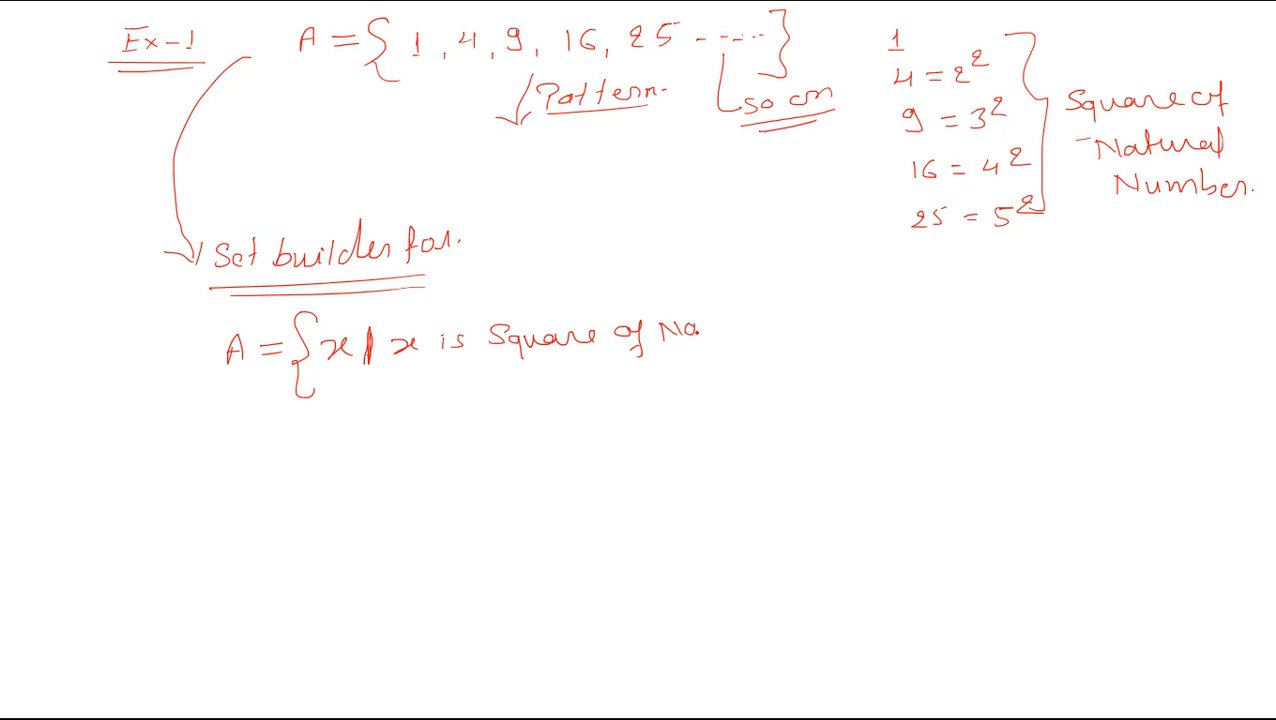 Ex-1 A = { 1, 4, 9, 16, 25 ------ }
Pattern.
so on
1
4 = 2²
9 = 3²
16 = 4²
25 = 5²
Square of
Natural
Number.
Set builder for.
A = { x | x is Square of Na